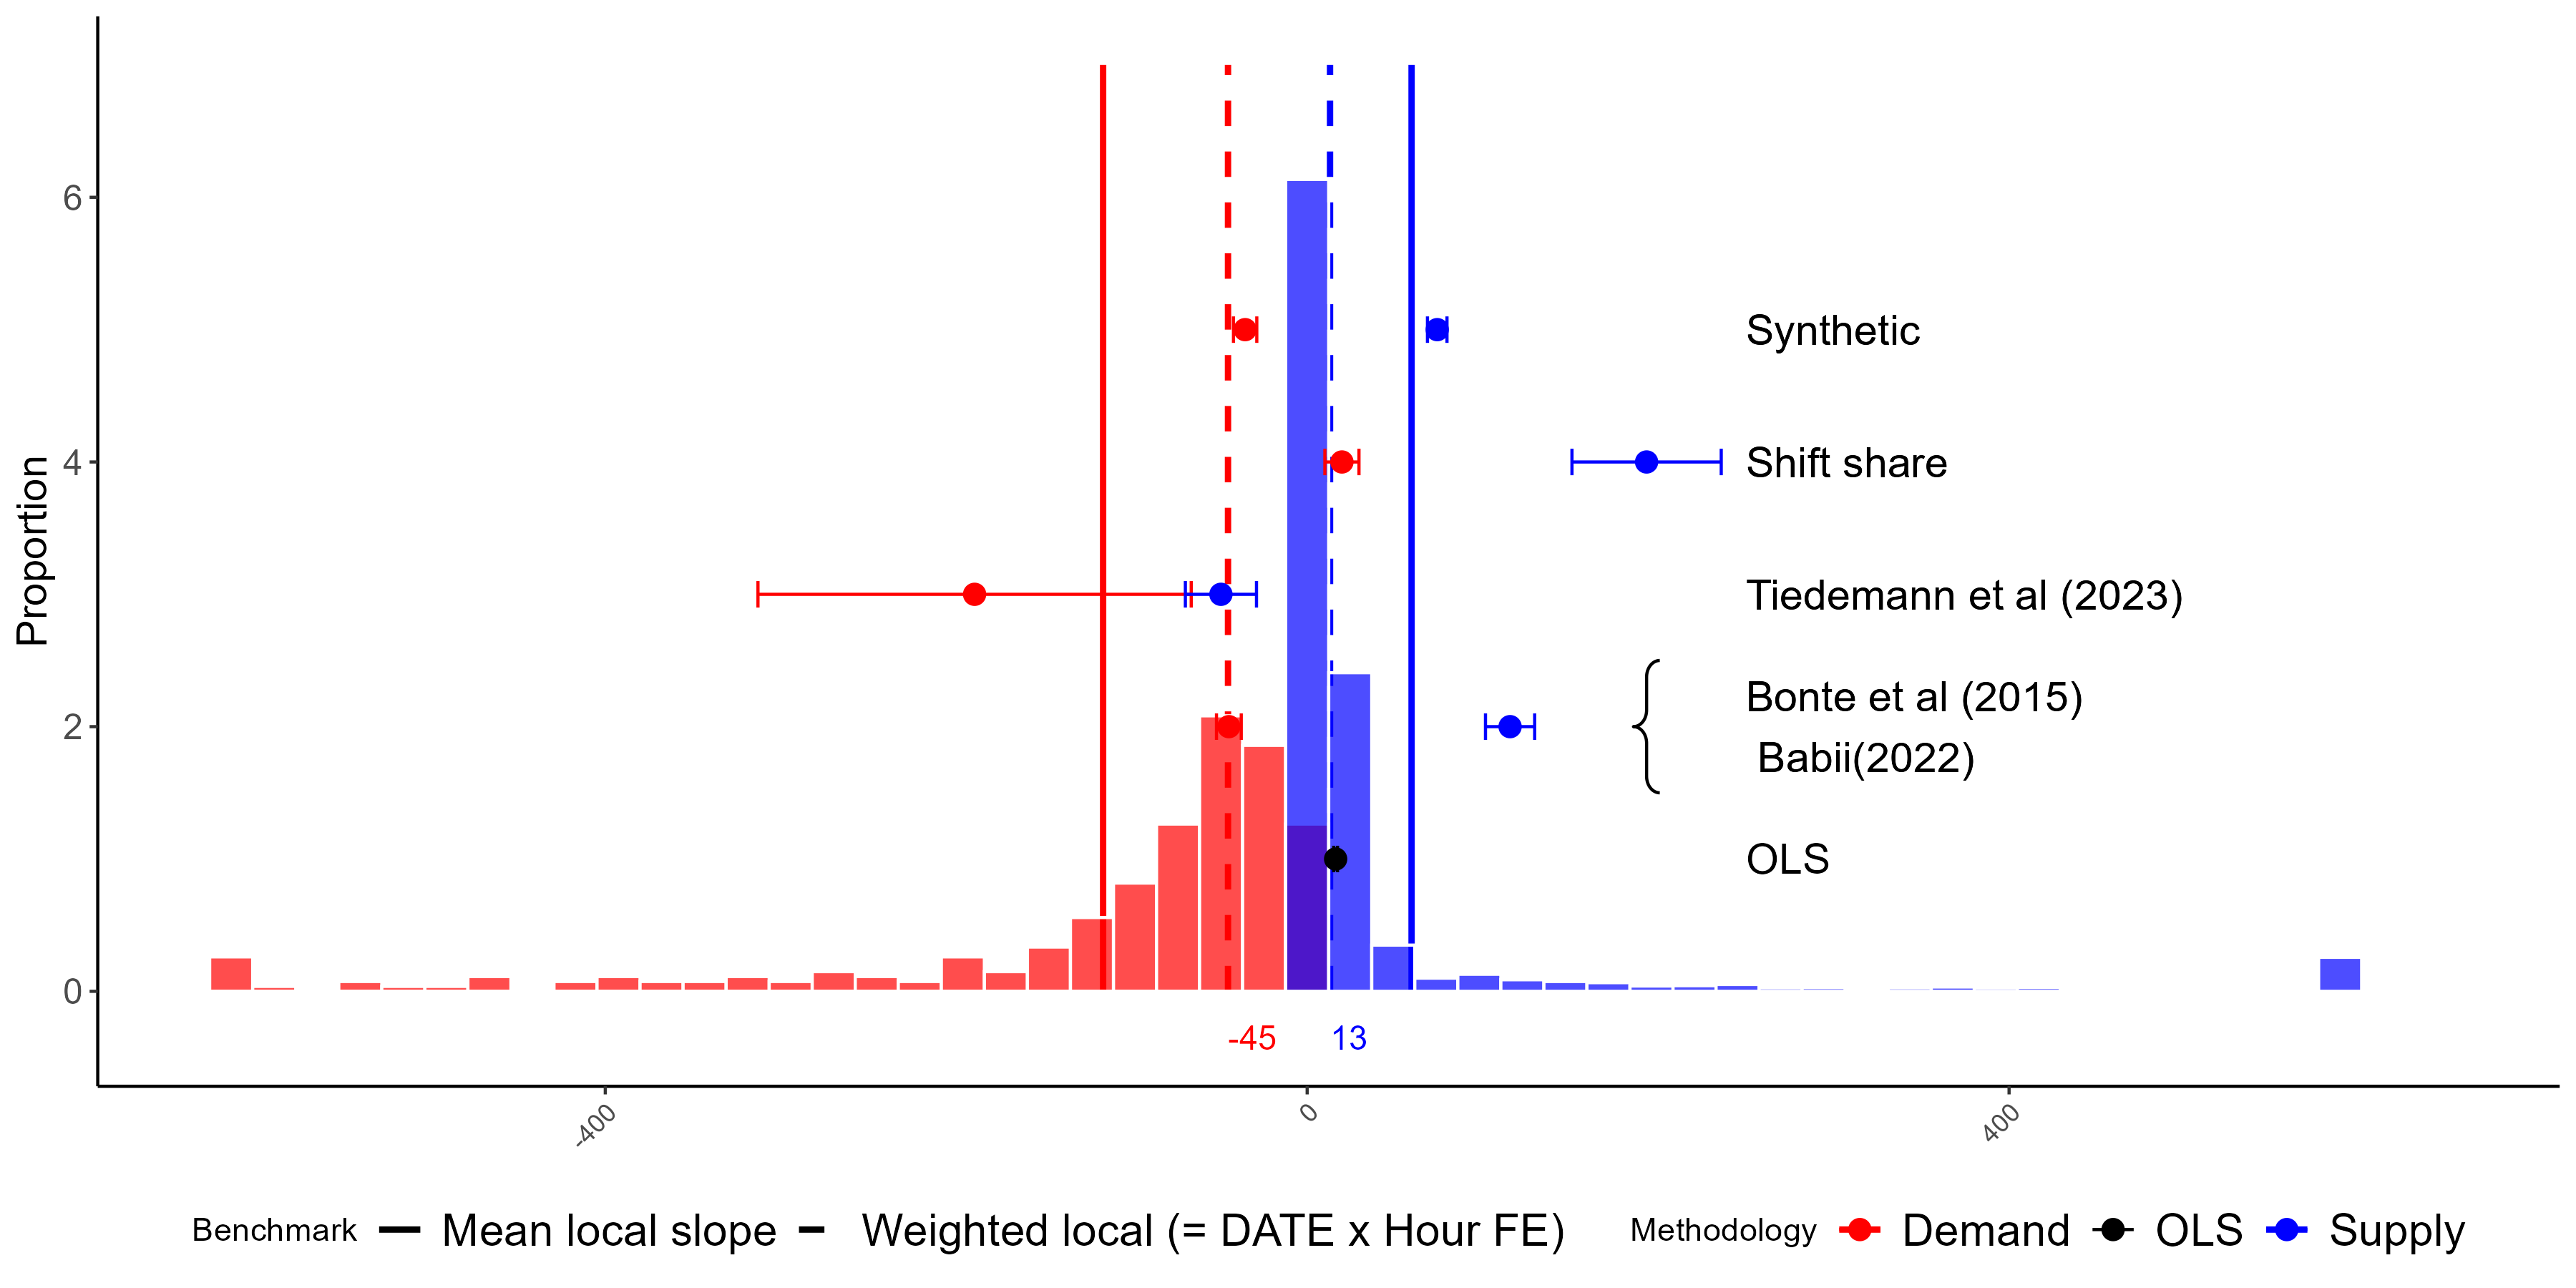 Proportion
6
4
2
0
Synthetic
Shift share
Tiedemann et al (2023)
Bonte et al (2015)
Babii(2022)
OLS
-45
13
-400
0
400
Benchmark Mean local slope Weighted local (= DATE x Hour FE) Methodology Demand OLS Supply